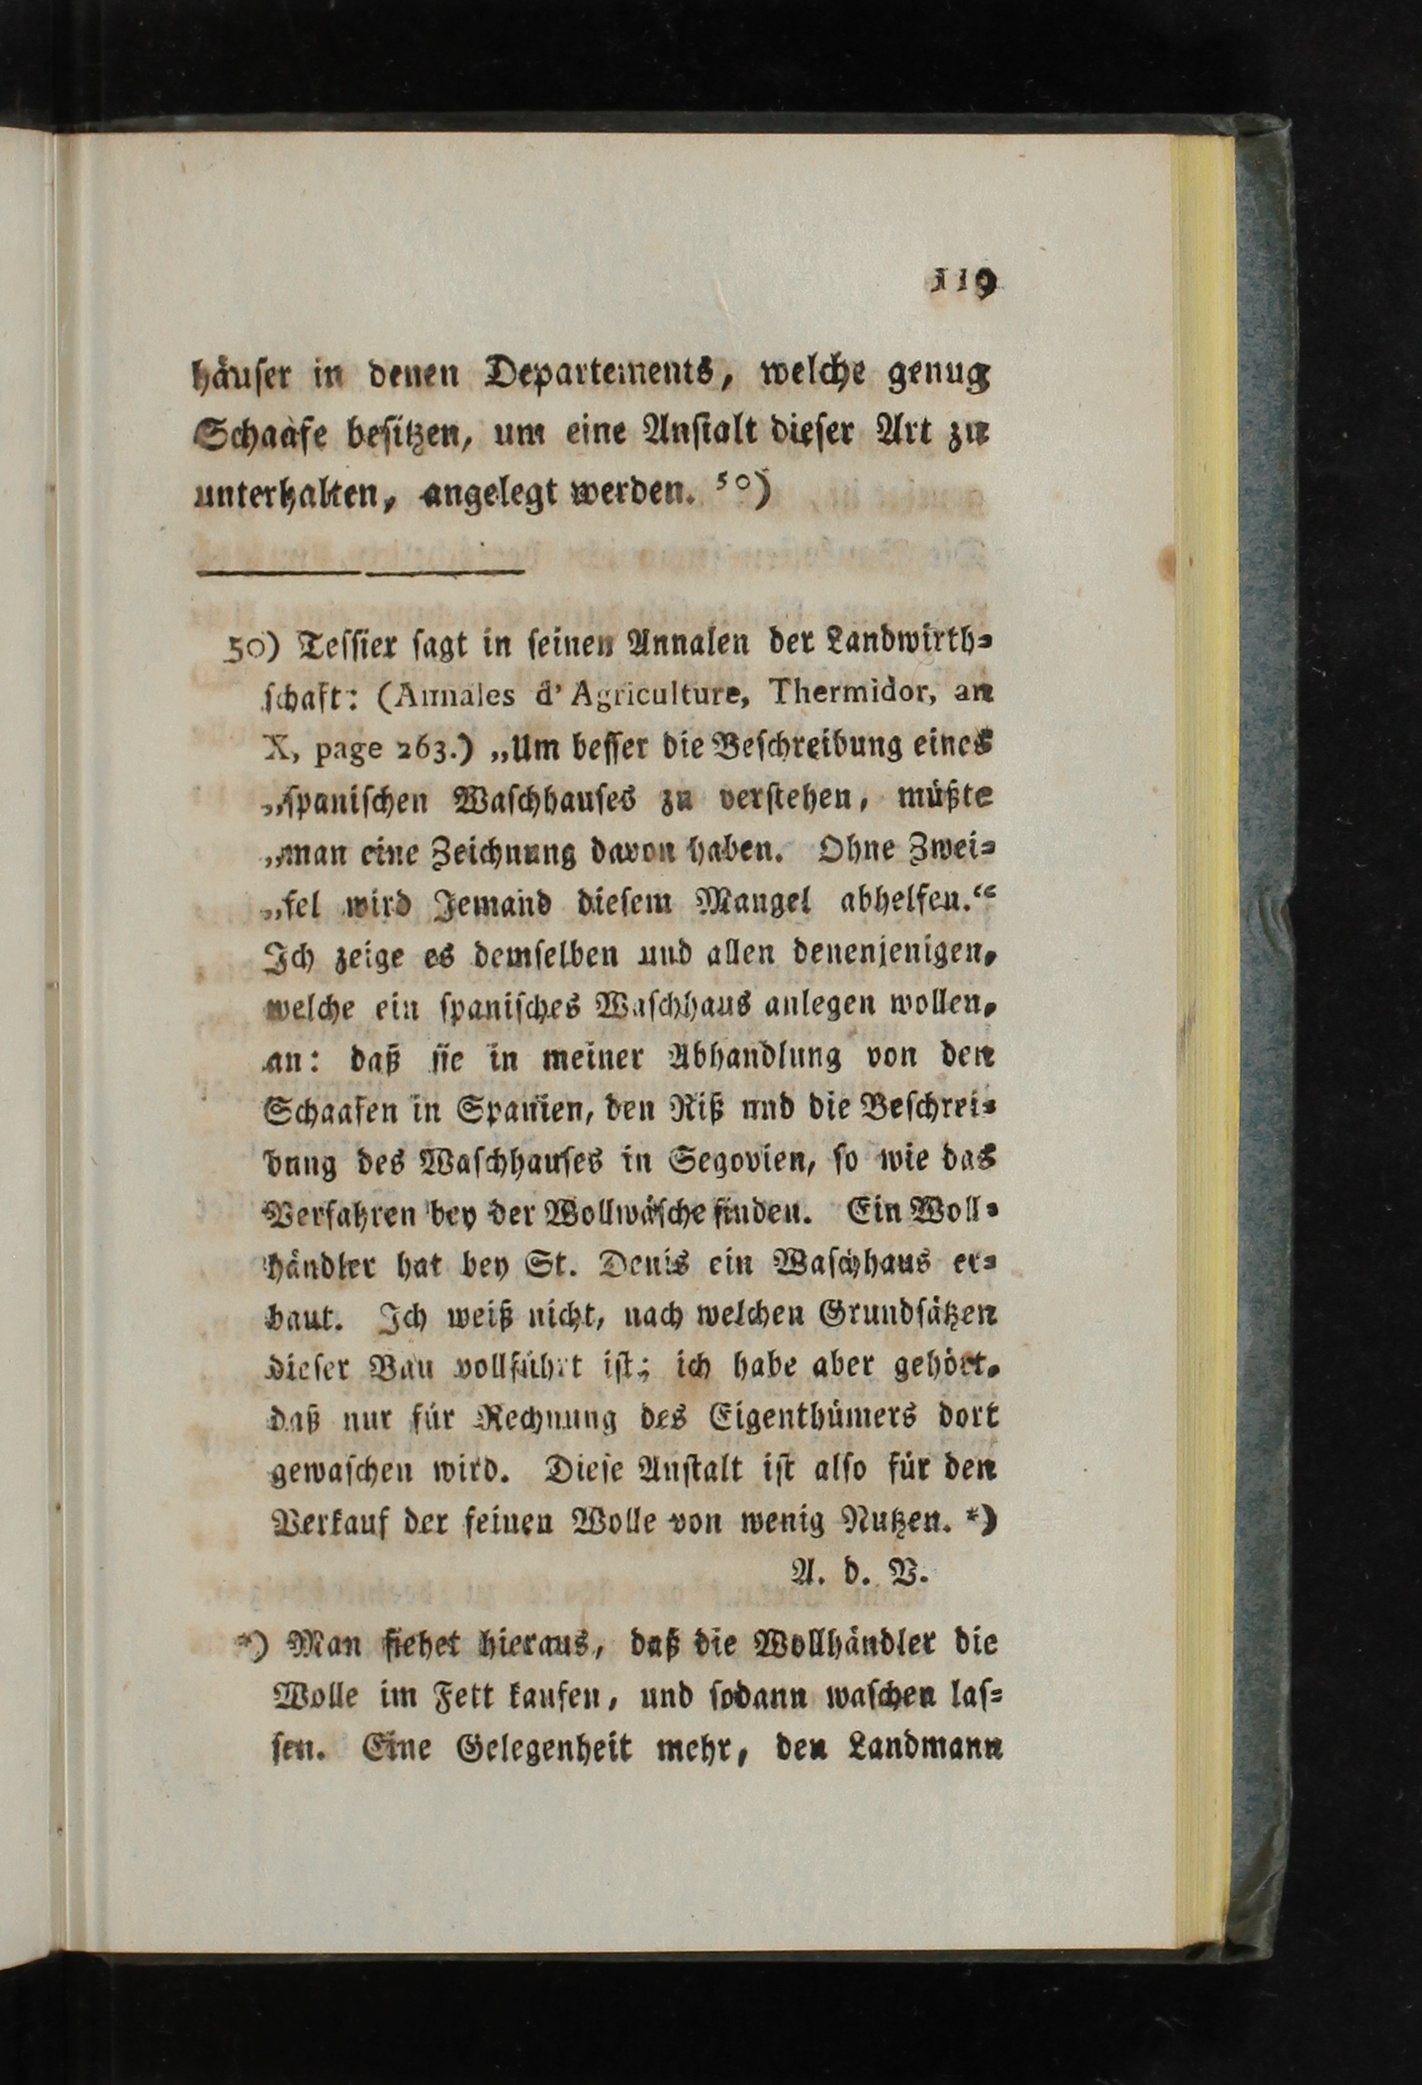 119
häuſer in denen Departements, welche genug
Schaafe beſitzen, um eine Anſtalt dieſer Art zu
unterhalten, angelegt werden. ⁵⁰)
50) Teſſier ſagt in ſeinen Annalen der Landwirth⸗
ſchaft: (Annales d' Agriculture, Thermidor, an
X, page 263.) „Um beſſer die Beſchreibung eines
„ſpaniſchen Waſchhauſes zu verſtehen, müßte
„man eine Zeichnung davon haben. Ohne Zwei⸗
„fel wird Jemand dieſem Mangel abhelfen.“
Ich zeige es demſelben und allen denenjenigen,
welche ein ſpaniſches Waſchhaus anlegen wollen,
an: daß ſie in meiner Abhandlung von den
Schaafen in Spanien, den Riß und die Beſchrei⸗
bung des Waſchhauſes in Segovien, ſo wie das
Verfahren bey der Wollwäſche finden. Ein Woll⸗
händler hat bey St. Denis ein Waſchhaus er⸗
baut. Ich weiß nicht, nach welchen Grundſätzen
dieſer Bau vollführt iſt; ich habe aber gehört,
daß nur für Rechnung des Eigenthümers dort
gewaſchen wird. Dieſe Anſtalt iſt alſo für den
Verkauf der feinen Wolle von wenig Nutzen. *)
A. d. V.
*) Man ſiehet hieraus, daß die Wollhändler die
Wolle im Fett kaufen, und ſodann waſchen laſ⸗
ſen. Eine Gelegenheit mehr, den Landmann